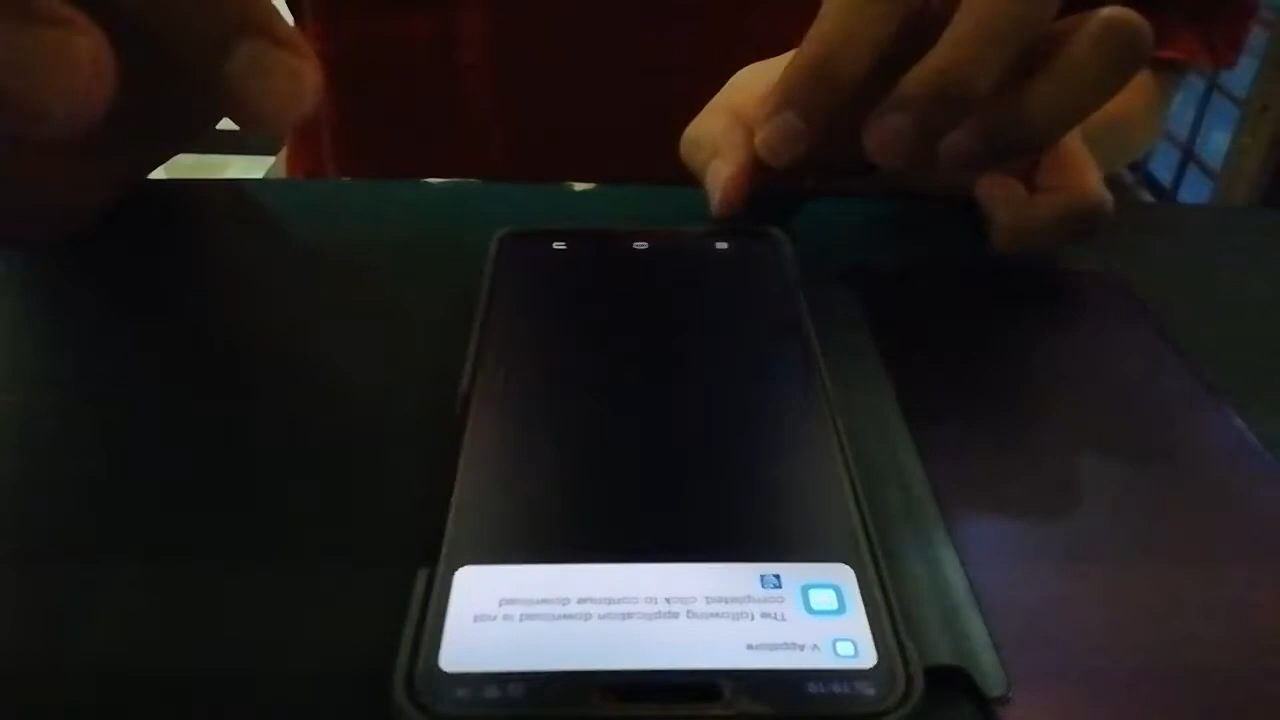 V-Appstore
The following application download is not
completed, click to continue download